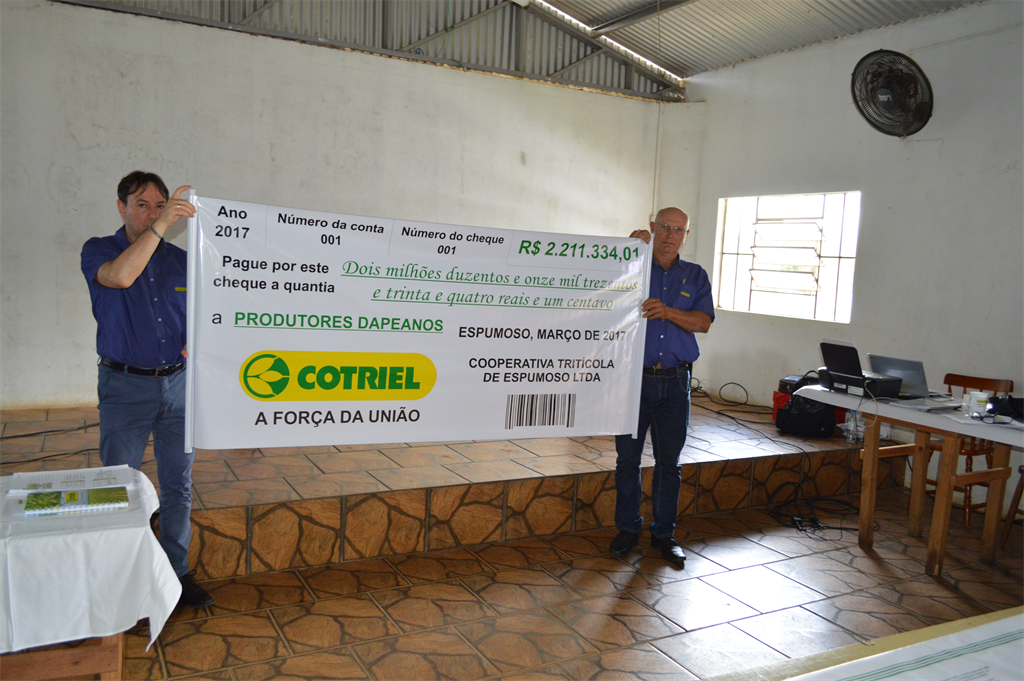 Ano
2017
Número da conta
001
Número do cheque
001
R$ 2.211.334,01
Pague por este
cheque a quantia
Dois milhões duzentos e onze mil trezentos
e trinta e quatro reais e um centavo
a PRODUTORES DAPEANOS
ESPUMOSO, MARÇO DE 2017
COTRIEL
A FORÇA DA UNIÃO
COOPERATIVA TRITÍCOLA
DE ESPUMOSO LTDA